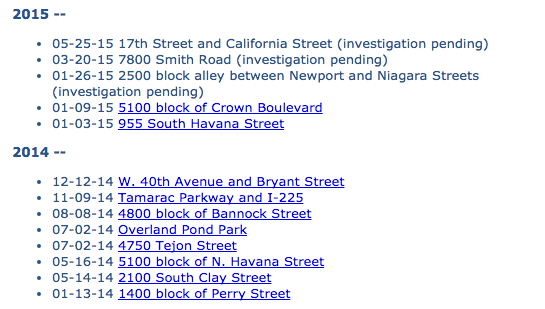 2015 --
05-25-15 17th Street and California Street (investigation pending)
03-20-15 7800 Smith Road (investigation pending)
01-26-15 2500 block alley between Newport and Niagara Streets
(investigation pending)
01-09-15 5100 block of Crown Boulevard
01-03-15 955 South Havana Street
2014 --
12-12-14 W. 40th Avenue and Bryant Street
11-09-14 Tamarac Parkway and I-225
08-08-14 4800 block of Bannock Street
07-02-14 Overland Pond Park
07-02-14 4750 Tejon Street
05-16-14 5100 block of N. Havana Street
05-14-14 2100 South Clay Street
01-13-14 1400 block of Perry Street